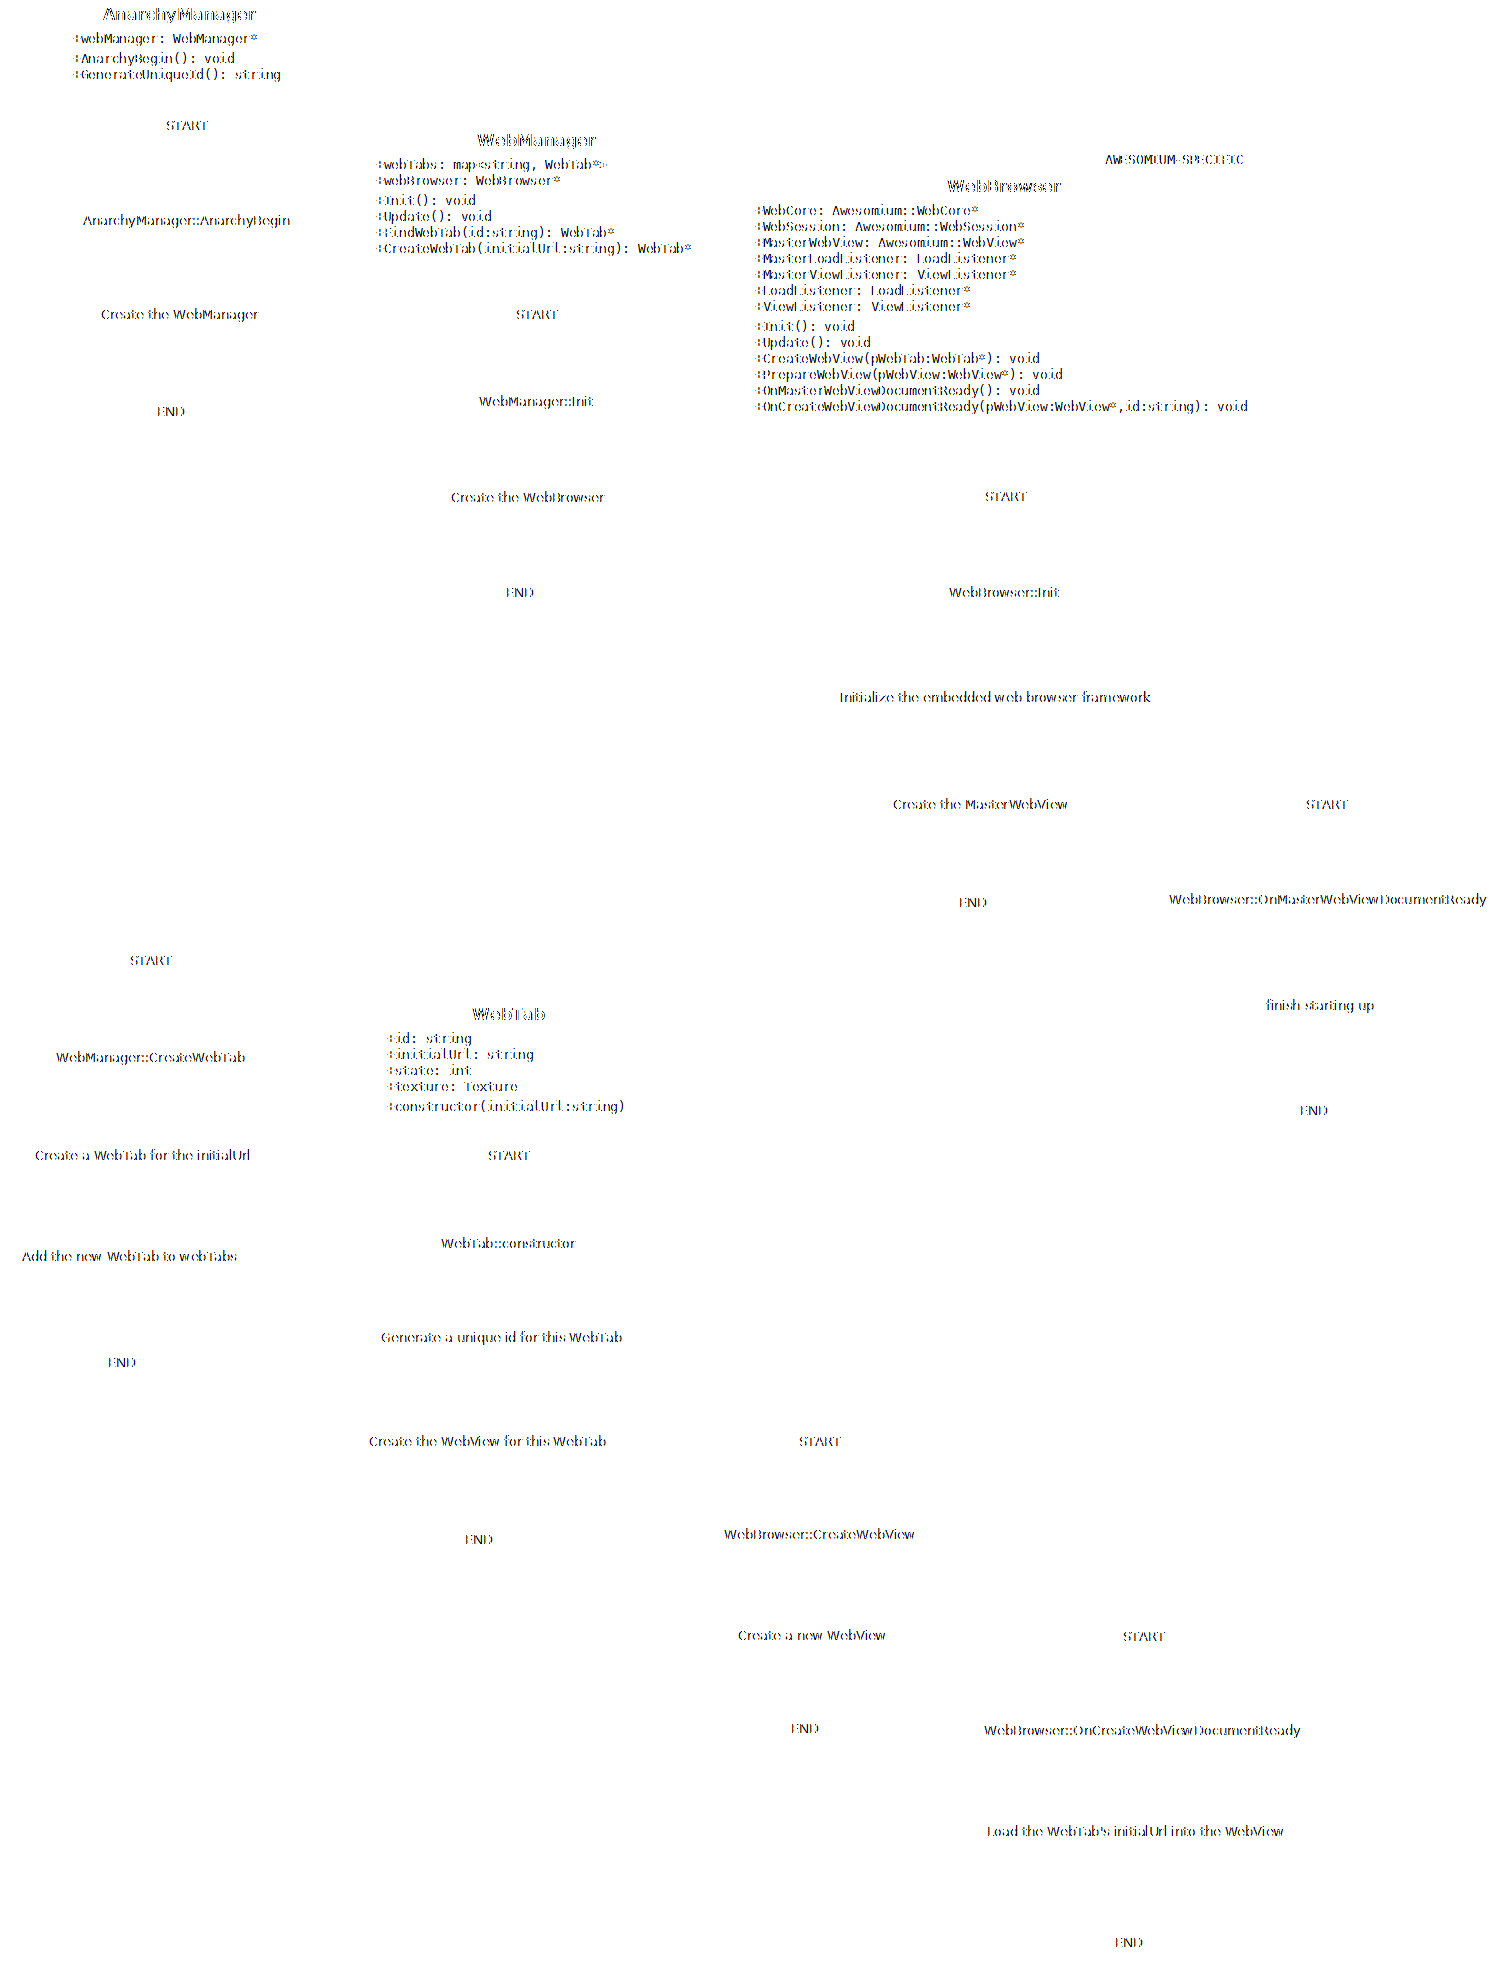 AnarchyManager
+webManager: WebManager*
+AnarchyBegin(): void
+GenerateUniqueId(): string
START
AnarchyManager::AnarchyBegin
Create the WebManager
END
WebManager
+webTabs: map<string, WebTab*>
+webBrowser: WebBrowser*
+Init(): void
+Update(): void
+FindWebTab(id:string): WebTab*
+CreateWebTab(initialUrl:string): WebTab*
START
WebManager::Init
Create the WebBrowser
END
AWESOMIUM-SPECIFIC
WebBrowser
+WebCore: Awesomium::WebCore*
+WebSession: Awesomium::WebSession*
+MasterWebView: Awesomium::WebView*
+MasterLoadListener: LoadListener*
+MasterViewListener: ViewListener*
+LoadListener: LoadListener*
+ViewListener: ViewListener*
+Init(): void
+Update(): void
+CreateWebView(pWebTab:WebTab*): void
+PrepareWebView(pWebView:WebView*): void
+OnMasterWebViewDocumentReady(): void
+OnCreateWebViewDocumentReady(pWebView:WebView*,id:string): void
START
WebBrowser::Init
Initialize the embedded web browser framework
Create the MasterWebView
END
START
WebBrowser::OnMasterWebViewDocumentReady
finish starting up
END
START
WebManager::CreateWebTab
Create a WebTab for the initialUrl
Add the new WebTab to webTabs
END
WebTab
+id: string
+initialUrl: string
+state: int
+texture: Texture
+constructor(initialUrl:string)
START
WebTab::constructor
Generate a unique id for this WebTab
Create the WebView for this WebTab
END
START
WebBrowser::CreateWebView
Create a new WebView
END
START
WebBrowser::OnCreateWebViewDocumentReady
Load the WebTab's initialUrl into the WebView
END